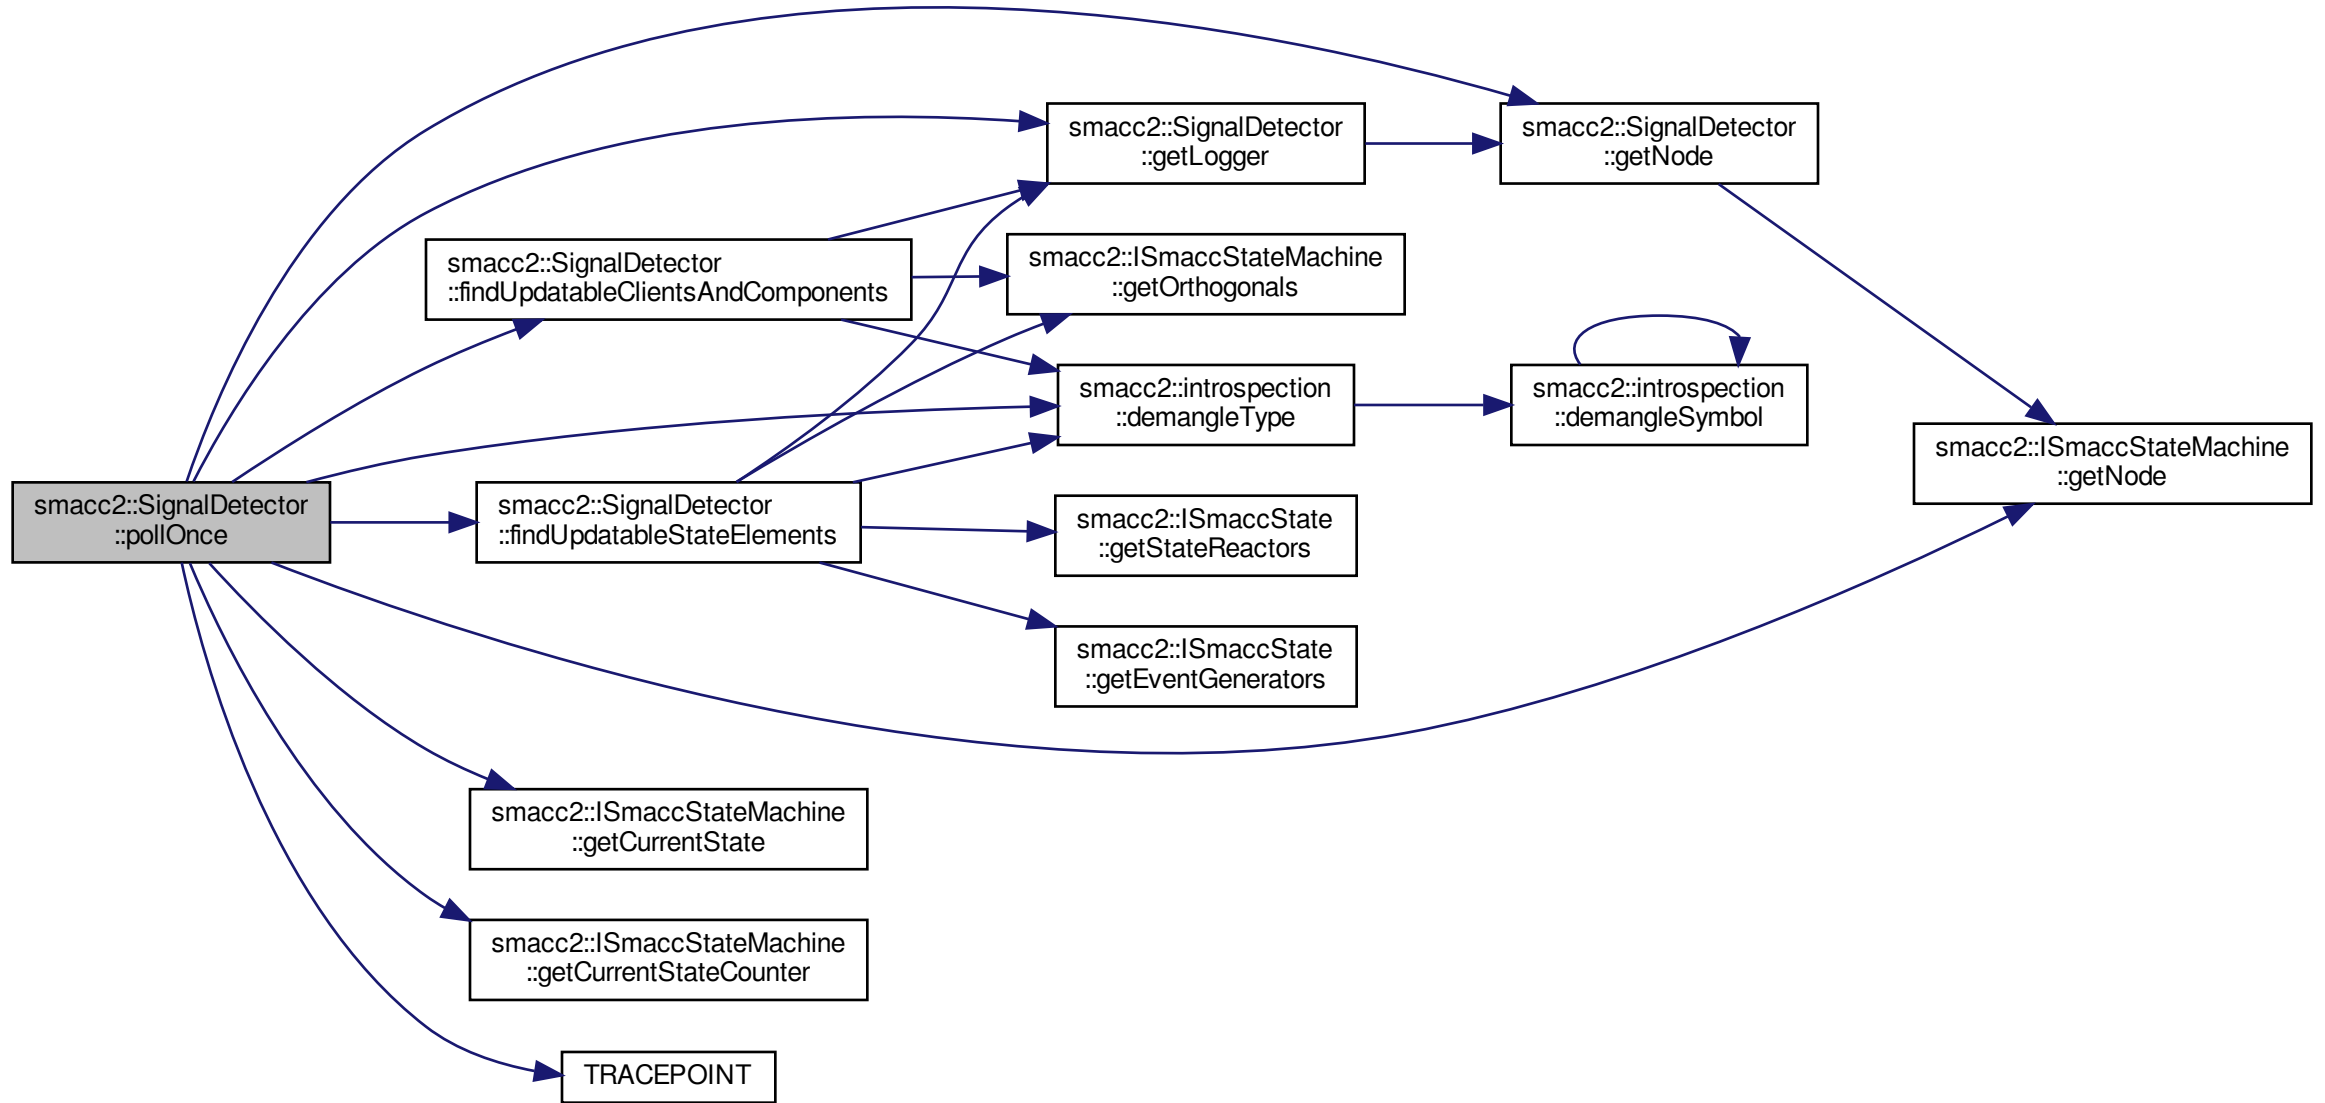 smacc2::SignalDetector
::pollOnce
smacc2::SignalDetector
::findUpdatableClientsAndComponents
smacc2::SignalDetector
::findUpdatableStateElements
smacc2::ISmaccStateMachine
::getCurrentState
smacc2::ISmaccStateMachine
::getCurrentStateCounter
TRACEPOINT
smacc2::SignalDetector
::getLogger
smacc2::ISmaccStateMachine
::getOrthogonals
smacc2::introspection
::demangleType
smacc2::ISmaccState
::getStateReactors
smacc2::ISmaccState
::getEventGenerators
smacc2::SignalDetector
::getNode
smacc2::introspection
::demangleSymbol
smacc2::ISmaccStateMachine
::getNode